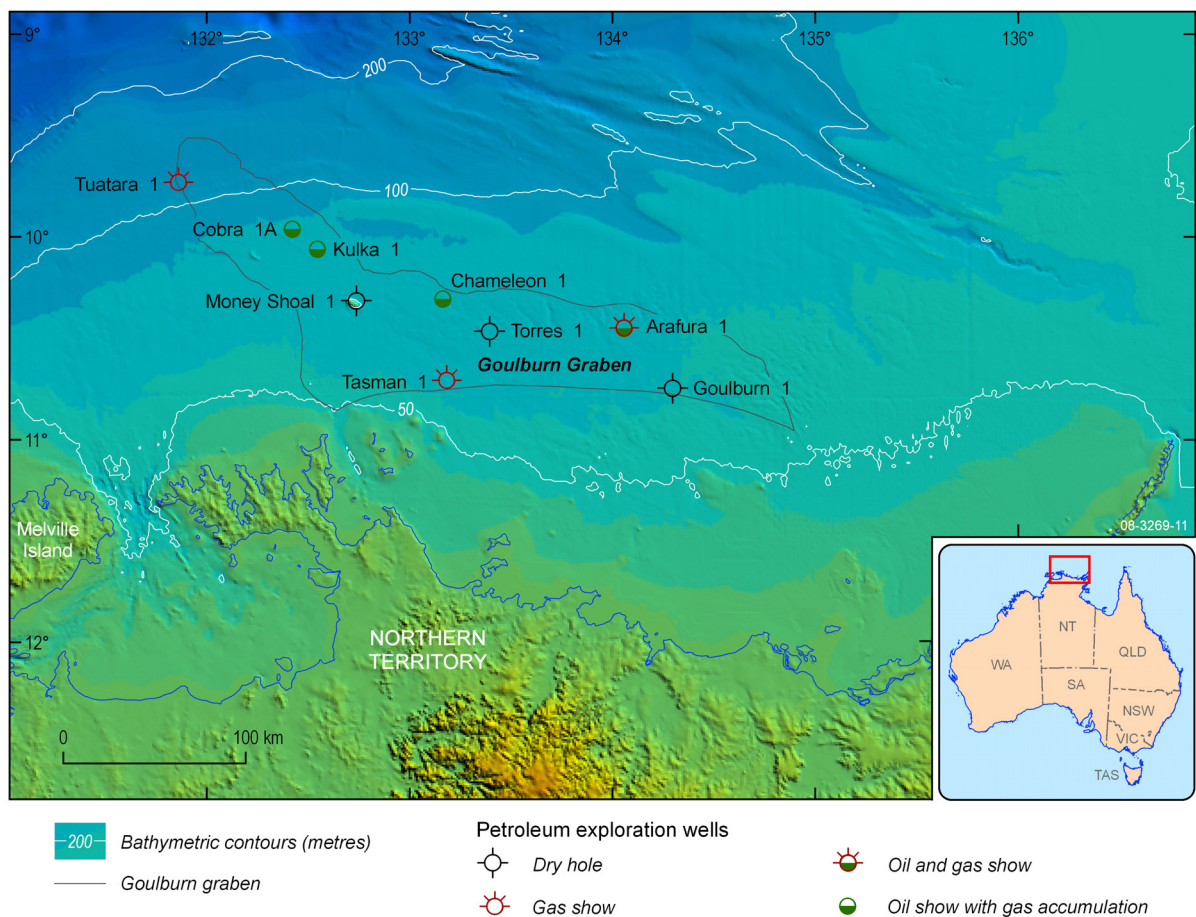 132°
133°
134°
135°
136°
9°
10°
11°
12°
200
100
50
Tuatara 1
Cobra 1A
Kulka 1
Chameleon 1
Money Shoal 1
Torres 1
Arafura 1
Goulburn Graben
Tasman 1
Goulburn 1
Melville
Island
08-3269-11
NORTHERN
TERRITORY
0
100 km
NT
WA
QLD
SA
NSW
VIC
TAS
200
Bathymetric contours (metres)
Goulburn graben
Petroleum exploration wells
Dry hole
Gas show
Oil and gas show
Oil show with gas accumulation